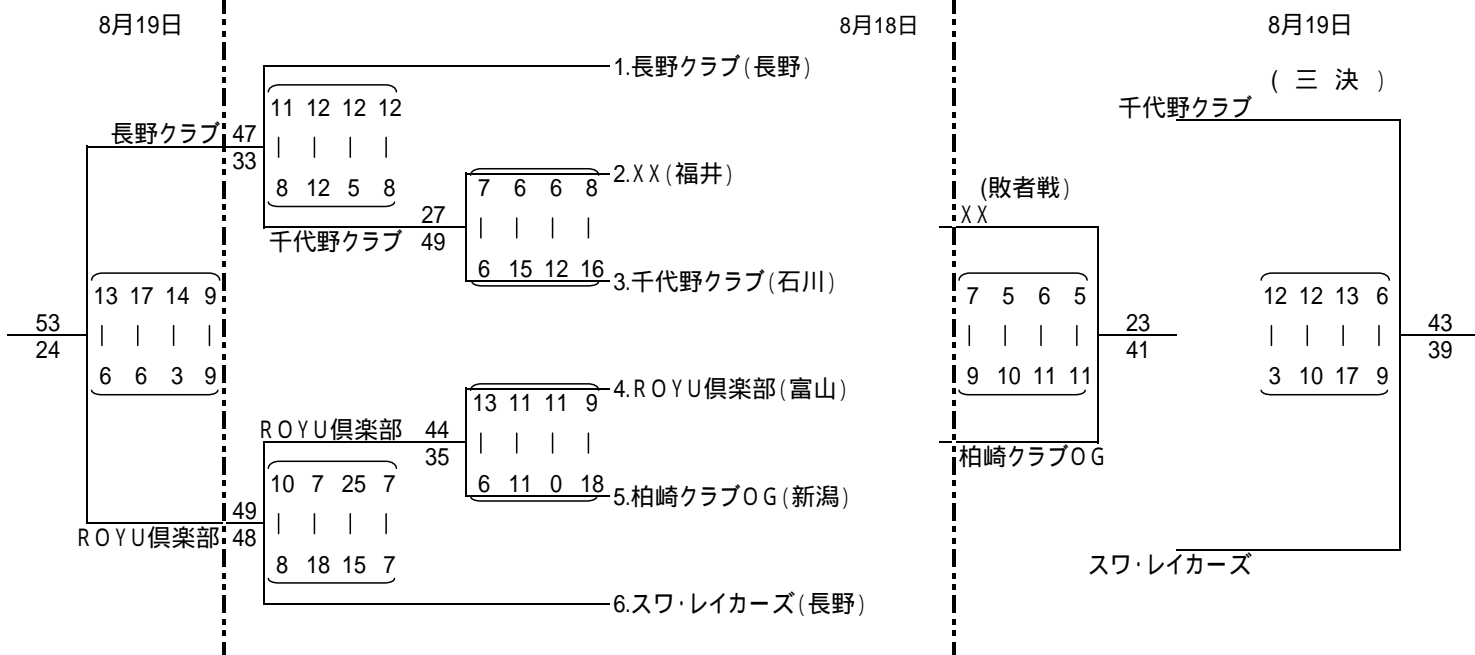 8月19日
8月18日
8月19日
(三決)
1.長野クラブ(長野)
千代野クラブ
11 12 12 12
| | | |
8 12 5 8
長野クラブ
47
33
2.XX(福井)
7 6 6 8
| | | |
6 15 12 16
27
49
千代野クラブ
3.千代野クラブ(石川)
(敗者戦)
XX
13 17 14 9
| | | |
6 6 3 9
53
24
7 5 6 5
| | | |
9 10 11 11
23
41
12 12 13 6
| | | |
3 10 17 9
43
39
4.ROYU倶楽部(富山)
13 11 11 9
| | | |
6 11 0 18
ROYU倶楽部
44
35
柏崎クラブOG
5.柏崎クラブOG(新潟)
10 7 25 7
| | | |
8 18 15 7
49
48
ROYU倶楽部
スワ・レイカーズ
6.スワ・レイカーズ(長野)